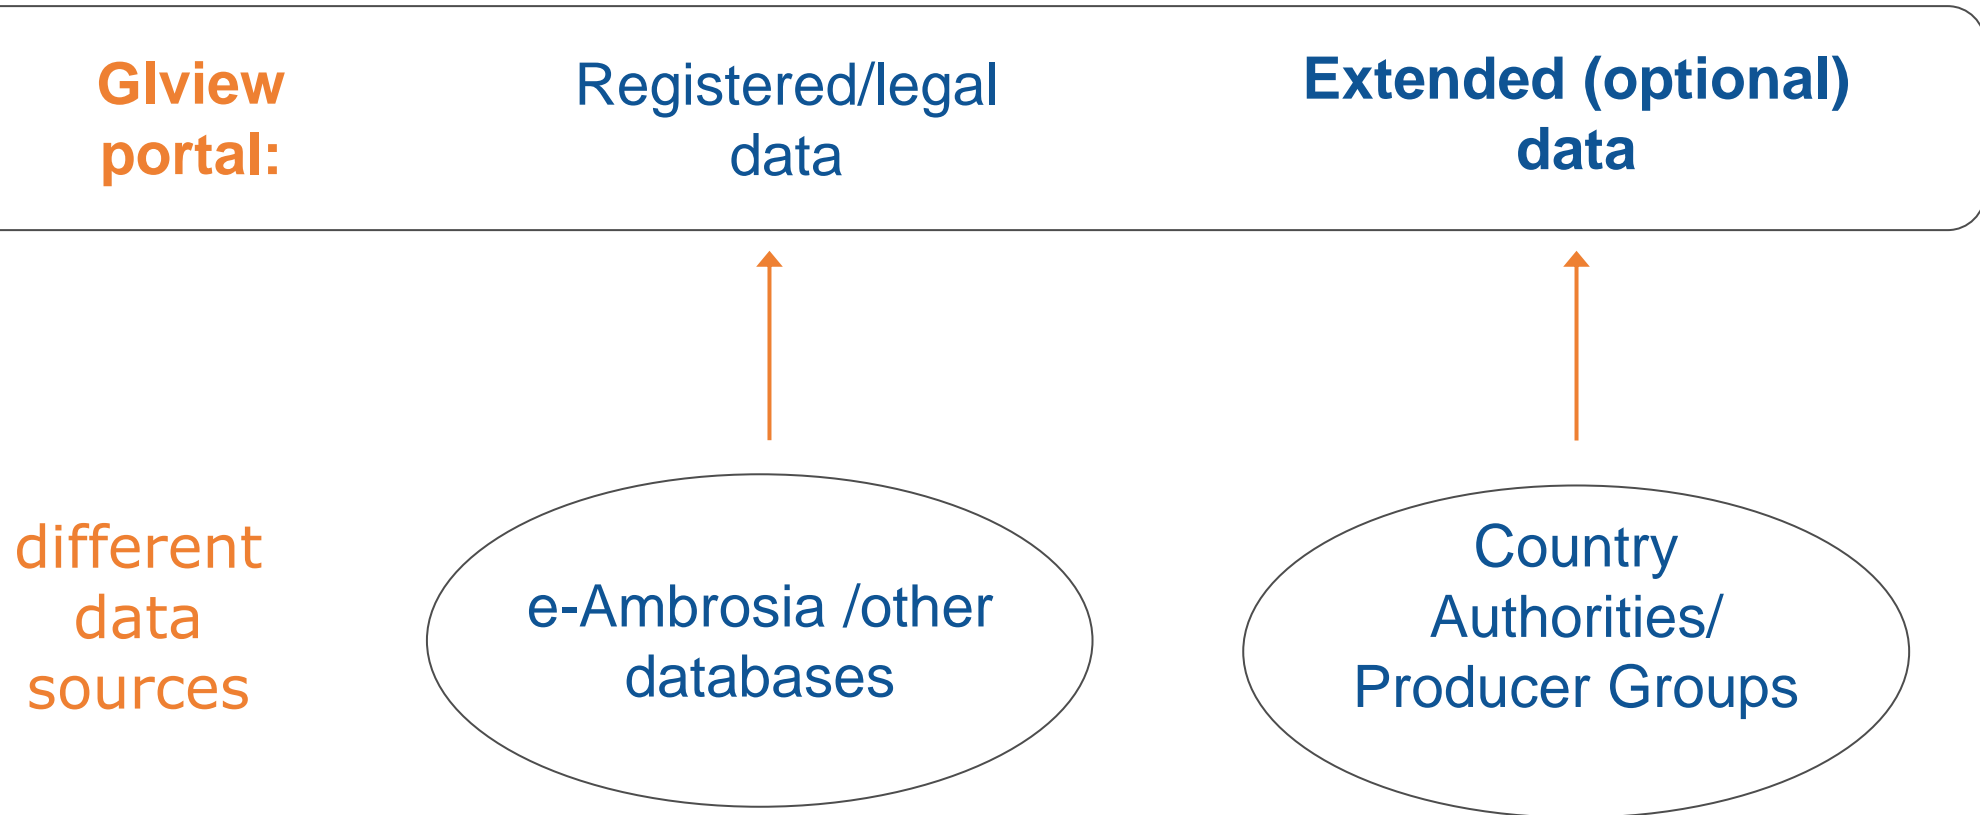 GIview
portal:
Registered/legal
data
Extended (optional)
data
different
data
sources
e-Ambrosia /other
databases
Country
Authorities/
Producer Groups